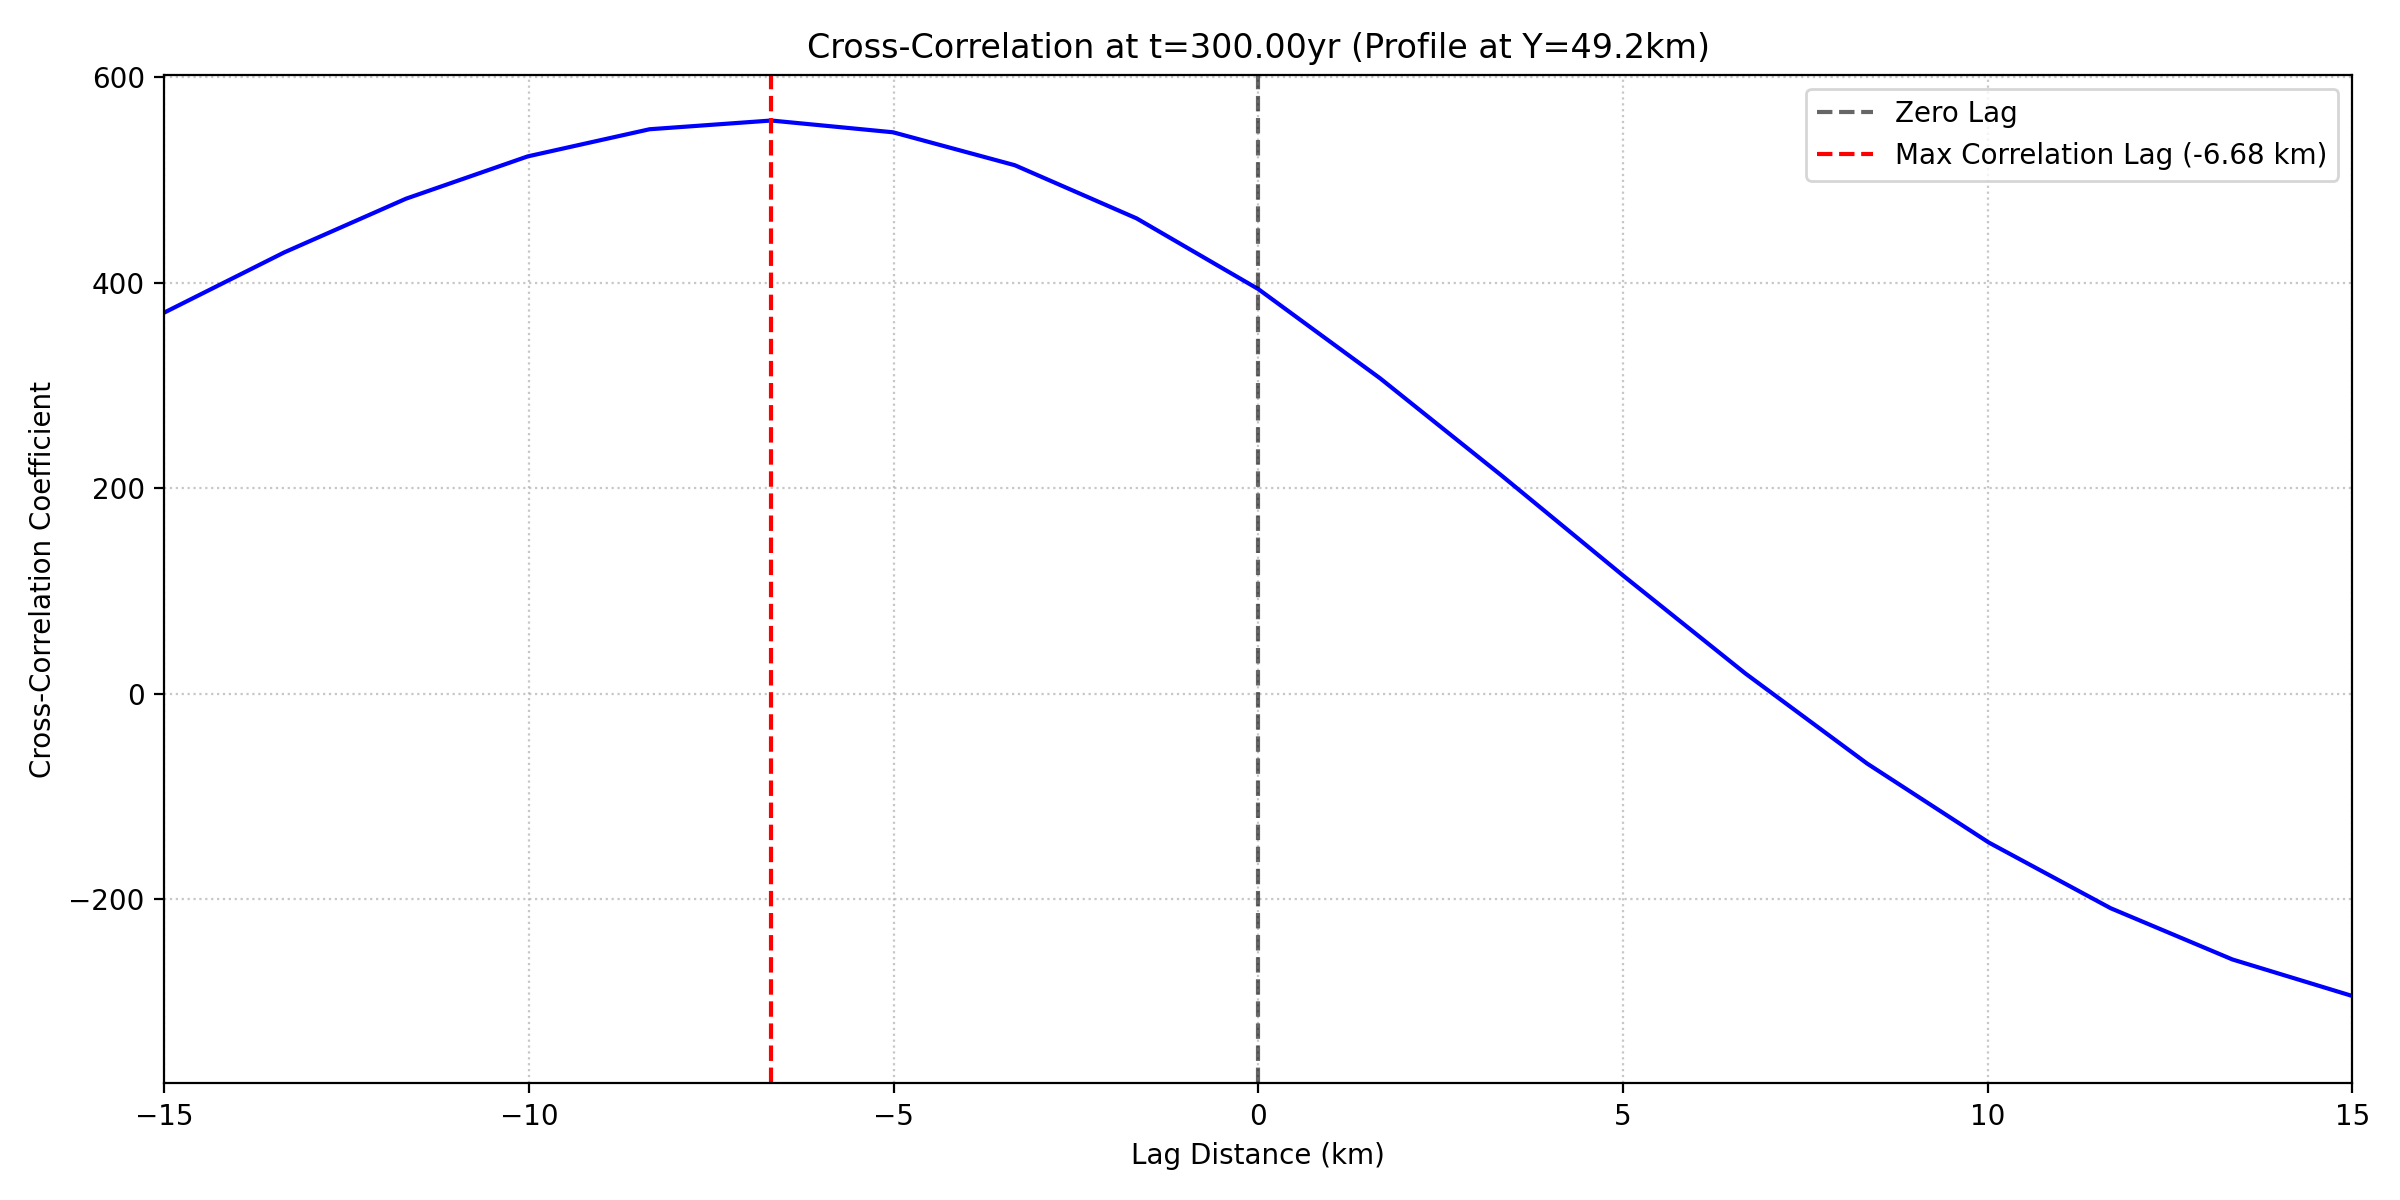 Cross-Correlation at t=300.00yr (Profile at Y=49.2km)
Zero Lag
Max Correlation Lag (-6.68 km)
Cross-Correlation Coefficient
600
400
200
0
−200
−15
−10
−5
0
5
10
15
Lag Distance (km)